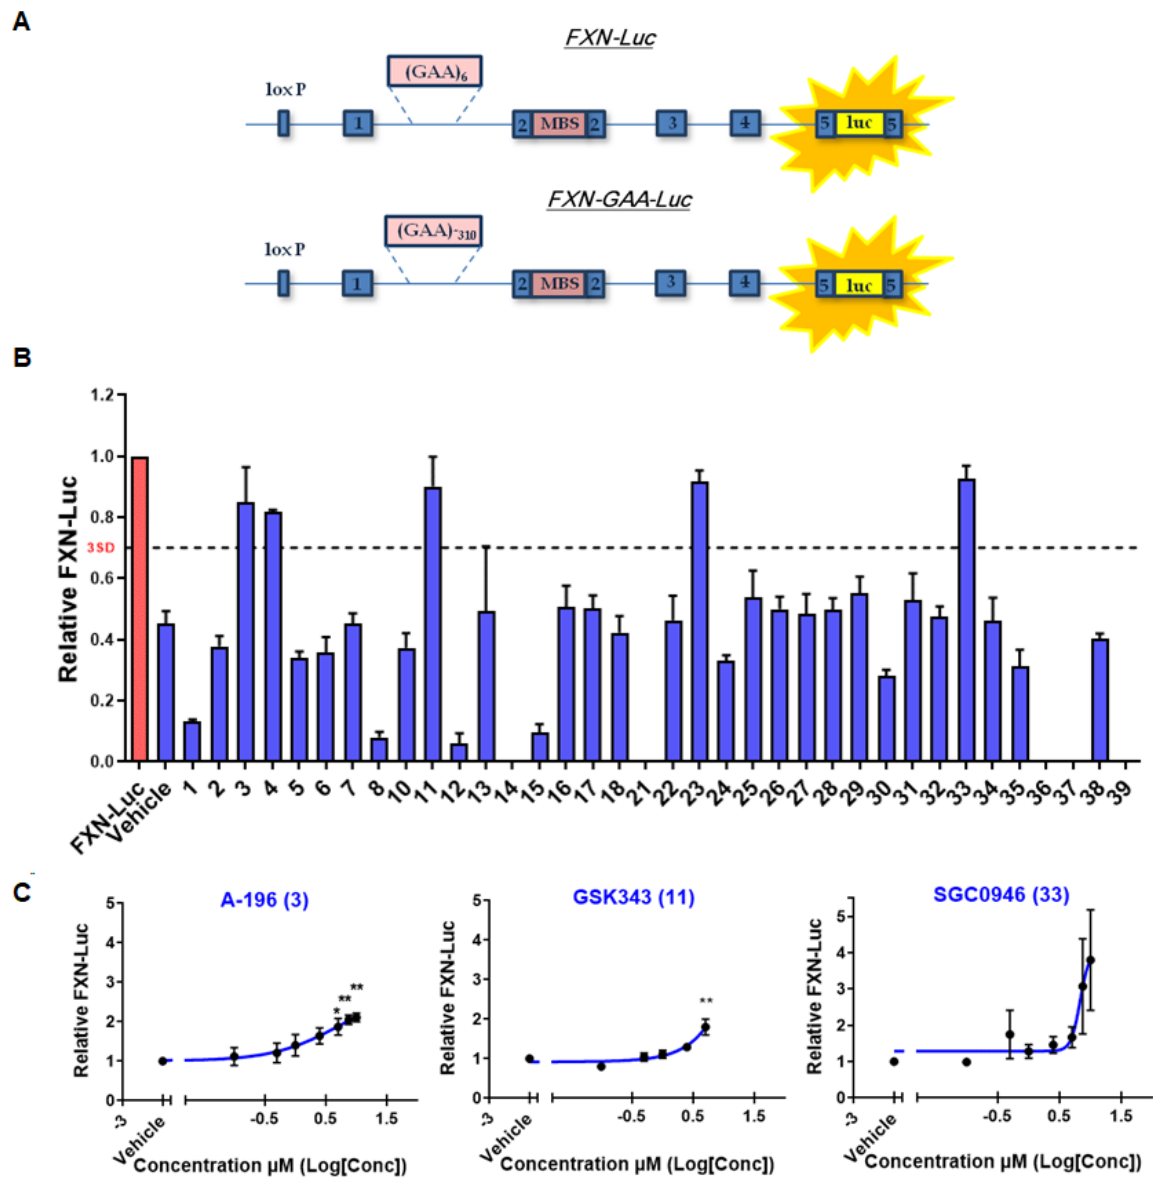 A
FXN-Luc
(GAA)6
lox P
1 2 MBS 2 3 4 5 luc 5
FXN-GAA-Luc
(GAA)~310
lox P
1 2 MBS 2 3 4 5 luc 5
B
Relative FXN-Luc
1.2
1.0
0.8
3SD
0.6
0.4
0.2
0.0
FXN-Luc Vehicle 1 2 3 4 5 6 7 8 10 11 12 13 14 15 16 17 18 21 22 23 24 25 26 27 28 29 30 31 32 33 34 35 36 37 38 39
C
A-196 (3)
Relative FXN-Luc
5
4
3
2
1
0
* ** **
-3 Vehicle -0.5 0.5 1.5
Concentration µM (Log[Conc])
GSK343 (11)
Relative FXN-Luc
5
4
3
2
1
0
**
-3 Vehicle -0.5 0.5 1.5
Concentration µM (Log[Conc])
SGC0946 (33)
Relative FXN-Luc
5
4
3
2
1
0
-3 Vehicle -0.5 0.5 1.5
Concentration µM (Log[Conc])